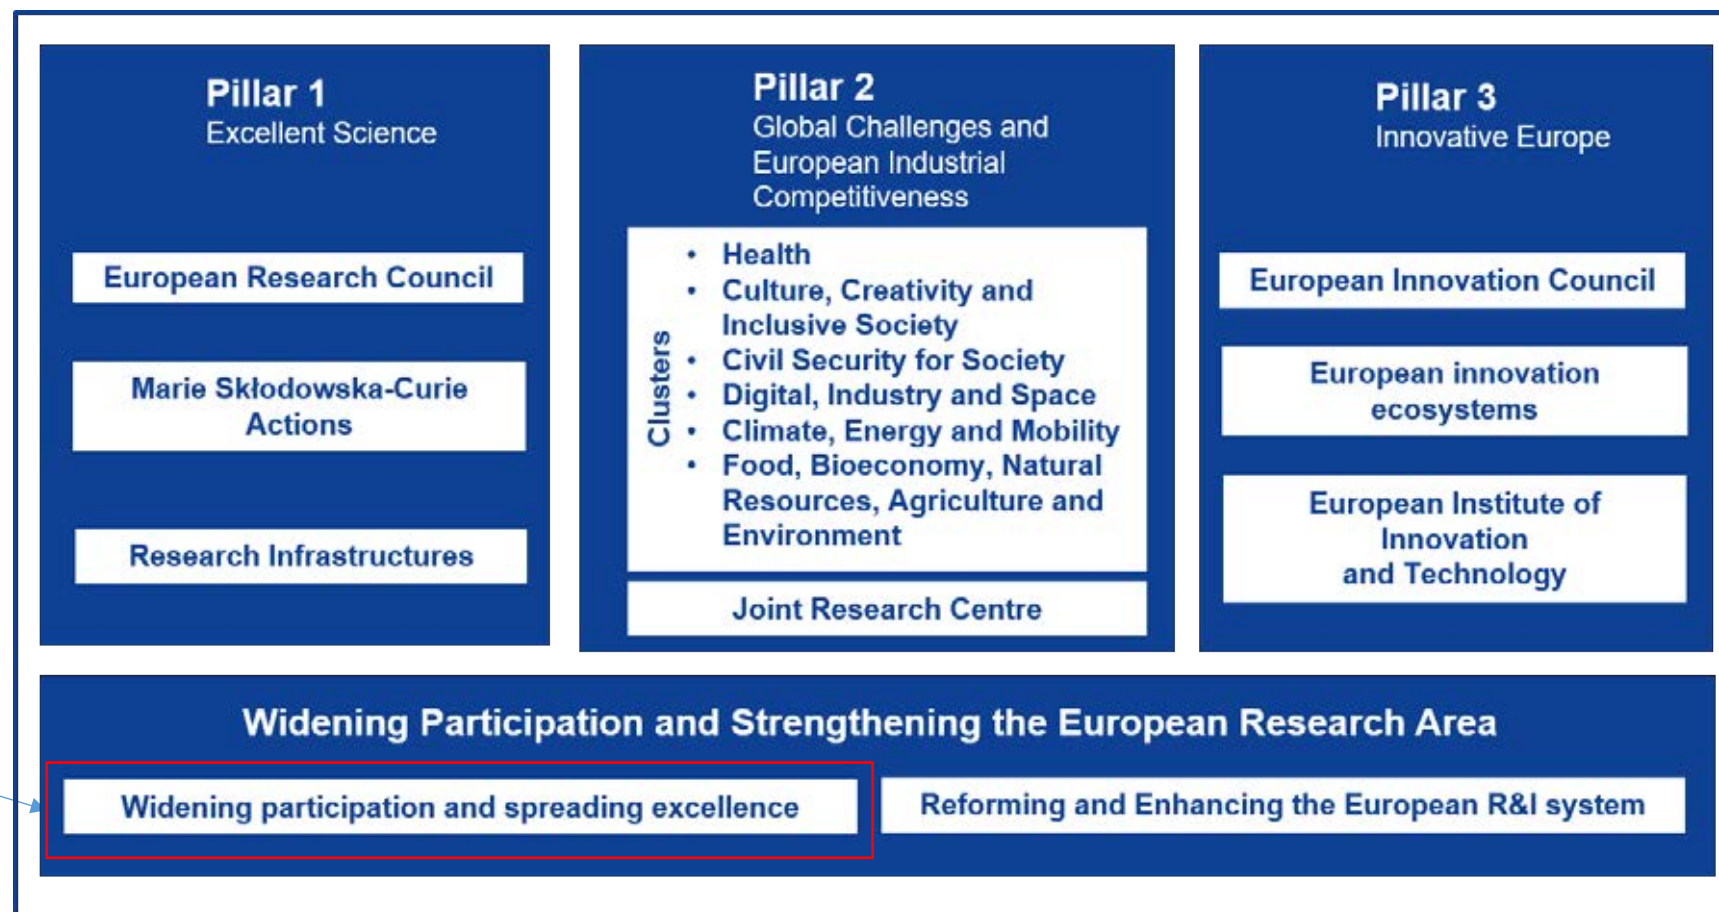 Pillar 1
Excellent Science
European Research Council
Marie Skłodowska-Curie
Actions
Research Infrastructures
Pillar 2
Global Challenges and
European Industrial
Competitiveness
Clusters
• Health
• Culture, Creativity and
Inclusive Society
• Civil Security for Society
• Digital, Industry and Space
• Climate, Energy and Mobility
• Food, Bioeconomy, Natural
Resources, Agriculture and
Environment
Joint Research Centre
Pillar 3
Innovative Europe
European Innovation Council
European innovation
ecosystems
European Institute of
Innovation
and Technology
Widening Participation and Strengthening the European Research Area
Widening participation and spreading excellence
Reforming and Enhancing the European R&I system